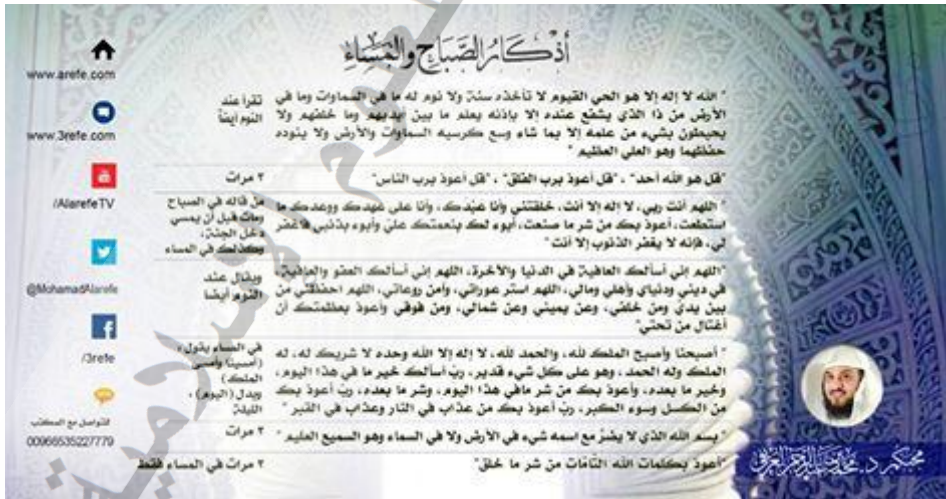 أذكار الصباح والمساء
" الله لا إله إلا هو الحي القيوم لا تأخذه سنة ولا نوم له ما في السماوات وما في
الأرض من ذا الذي يشفع عنده إلا بإذنه يعلم ما بين أيديهم وما خلفهم ولا
يحيطون بشيء من علمه إلا بما شاء وسع كرسيه السماوات والأرض ولا يئوده
حفظهما وهو العلي العظيم "
تقرأ عند
النوم أيضاً
"قل هو الله أحد" ، "قل أعوذ برب الفلق" ، "قل أعوذ برب الناس"
٣ مرات
" اللهم أنت ربي، لا إله إلا أنت، خلقتني وأنا عبدك، وأنا على عهدك ووعدك ما
استطعت، أعوذ بك من شر ما صنعت، أبوء لك بنعمتك علي وأبوء بذنبي فاغفر
لي، فإنه لا يغفر الذنوب إلا أنت "
من قاله في الصباح
ومات قبل أن يمسي
دخل الجنة،
وكذلك في المساء
"اللهم إني أسألك العافية في الدنيا والآخرة، اللهم إني أسألك العفو والعافية،
في ديني ودنياي وأهلي ومالي، اللهم استر عوراتي، وآمن روعاتي، اللهم احفظني من
بين يدي ومن خلفي، وعن يميني وعن شمالي، ومن فوقي وأعوذ بعظمتك أن
أغتال من تحتي"
ويقال عند
النوم أيضا
" أصبحنا وأصبح الملك لله، والحمد لله، لا إله إلا الله وحده لا شريك له، له
الملك وله الحمد، وهو على كل شيء قدير، رب أسألك خير ما في هذا اليوم،
وخير ما بعده، وأعوذ بك من شر مافي هذا اليوم، وشر ما بعده، رب أعوذ بك
من الكسل وسوء الكبر، رب أعوذ بك من عذاب في النار وعذاب في القبر "
في المساء يقول :
(أمسينا وأمسى
الملك)
وبدل (اليوم) :
الليلة
" بسم الله الذي لا يضر مع اسمه شيء في الأرض ولا في السماء وهو السميع العليم "
٣ مرات
"أعوذ بكلمات الله التامات من شر ما خلق"
٣ مرات في المساء فقط
www.arefe.com
www.3refe.com
/AlarefeTV
@MohamadAlarefe
/3refe
للتواصل مع المكتب
00966535227779